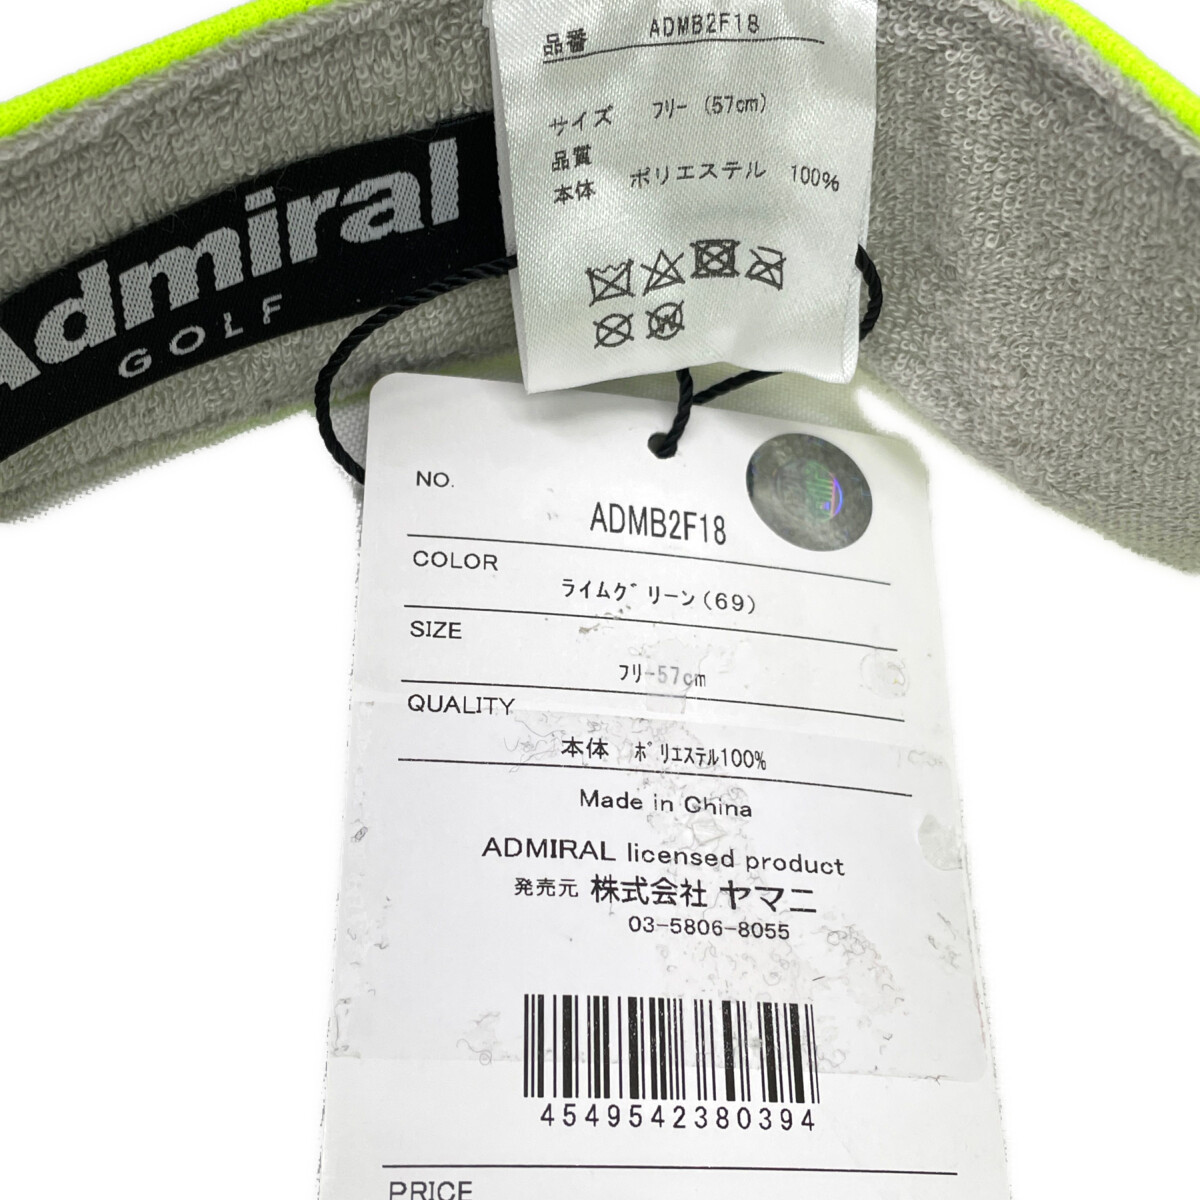 品番 ADMB2F18
サイズ フリー (57cm)
品質
本体 ポリエステル 100%
Admiral
GOLF
NO.
ADMB2F18
COLOR
ライムグリーン(69)
SIZE
フリー57cm
QUALITY
本体 ポリエステル100%
Made in China
ADMIRAL licensed product
発売元 株式会社 ヤマニ
03-5806-8055
4549542380394
PRICE